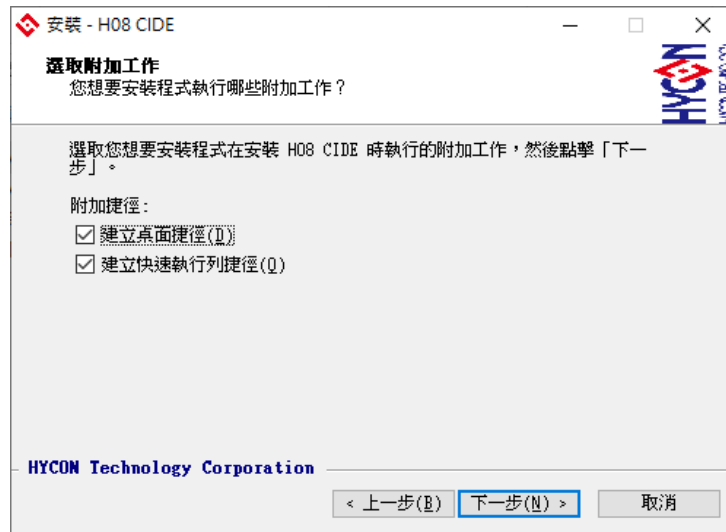 安裝 - H08 CIDE
選取附加工作
您想要安裝程式執行哪些附加工作？
HYCON
選取您想要安裝程式在安裝 H08 CIDE 時執行的附加工作，然後點擊「下一
步」。
附加捷徑:
建立桌面捷徑(D)
建立快速執行列捷徑(Q)
HYCON Technology Corporation
< 上一步(B)
下一步(N) >
取消